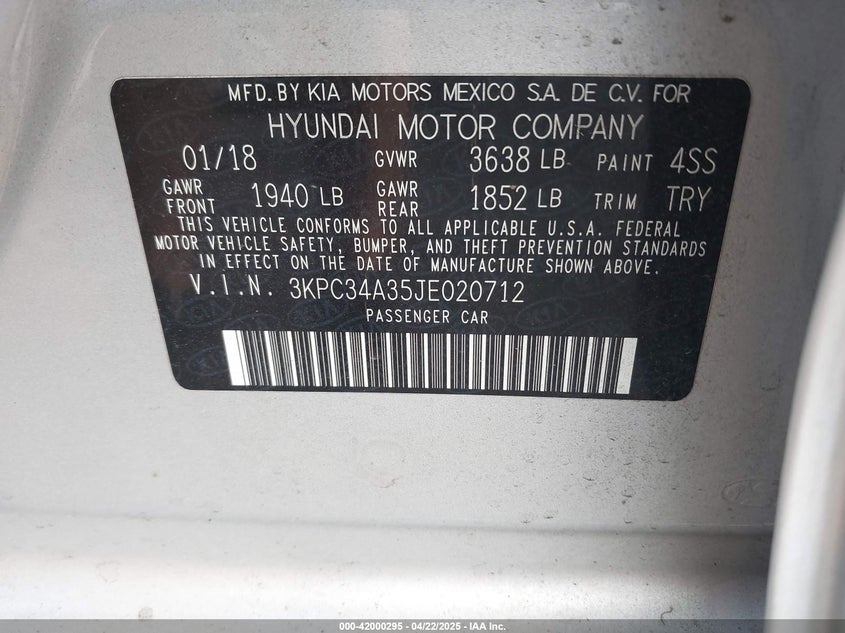 MFD. BY KIA MOTORS MEXICO S.A. DE C.V. FOR
HYUNDAI MOTOR COMPANY
01/18 GVWR 3638 LB PAINT 4SS
GAWR FRONT 1940 LB GAWR REAR 1852 LB TRIM TRY
THIS VEHICLE CONFORMS TO ALL APPLICABLE U.S.A. FEDERAL
MOTOR VEHICLE SAFETY, BUMPER, AND THEFT PREVENTION STANDARDS
IN EFFECT ON THE DATE OF MANUFACTURE SHOWN ABOVE.
V.I.N. 3KPC34A35JE020712
PASSENGER CAR
000-42000295 - 04/22/2025 - IAA Inc.